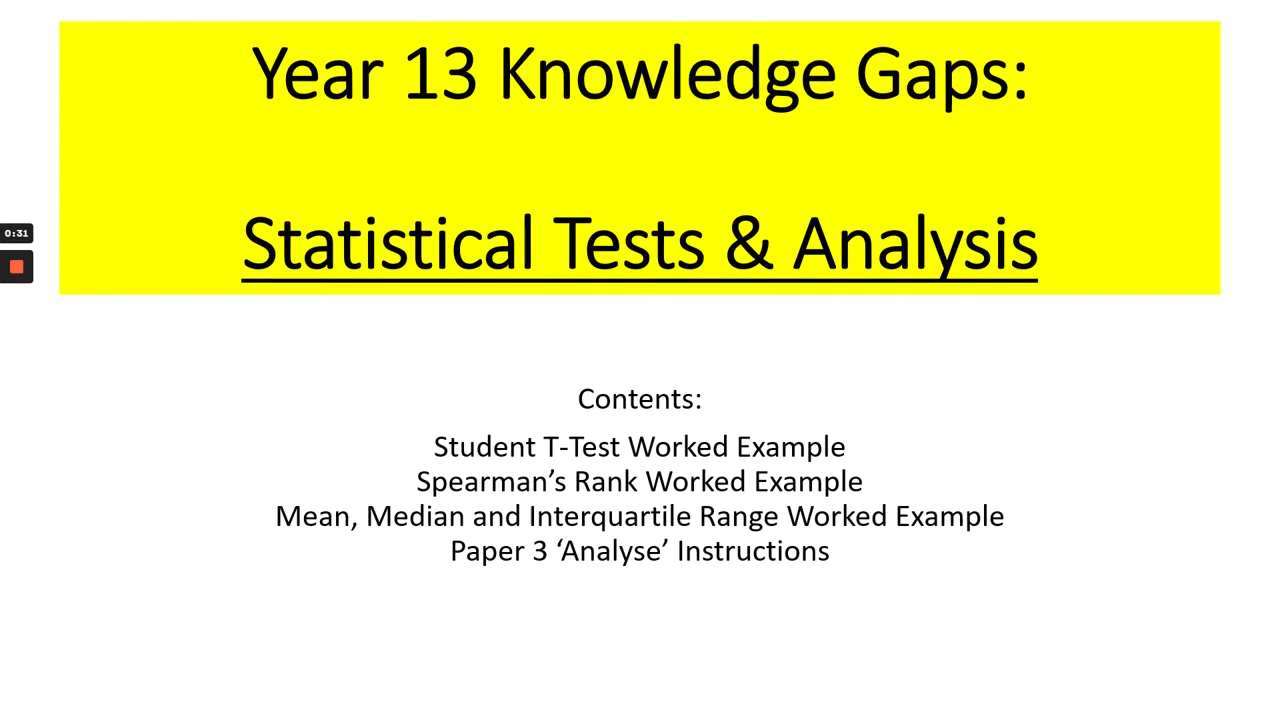 Year 13 Knowledge Gaps:
Statistical Tests & Analysis
0:31
Contents:
Student T-Test Worked Example
Spearman’s Rank Worked Example
Mean, Median and Interquartile Range Worked Example
Paper 3 ‘Analyse’ Instructions